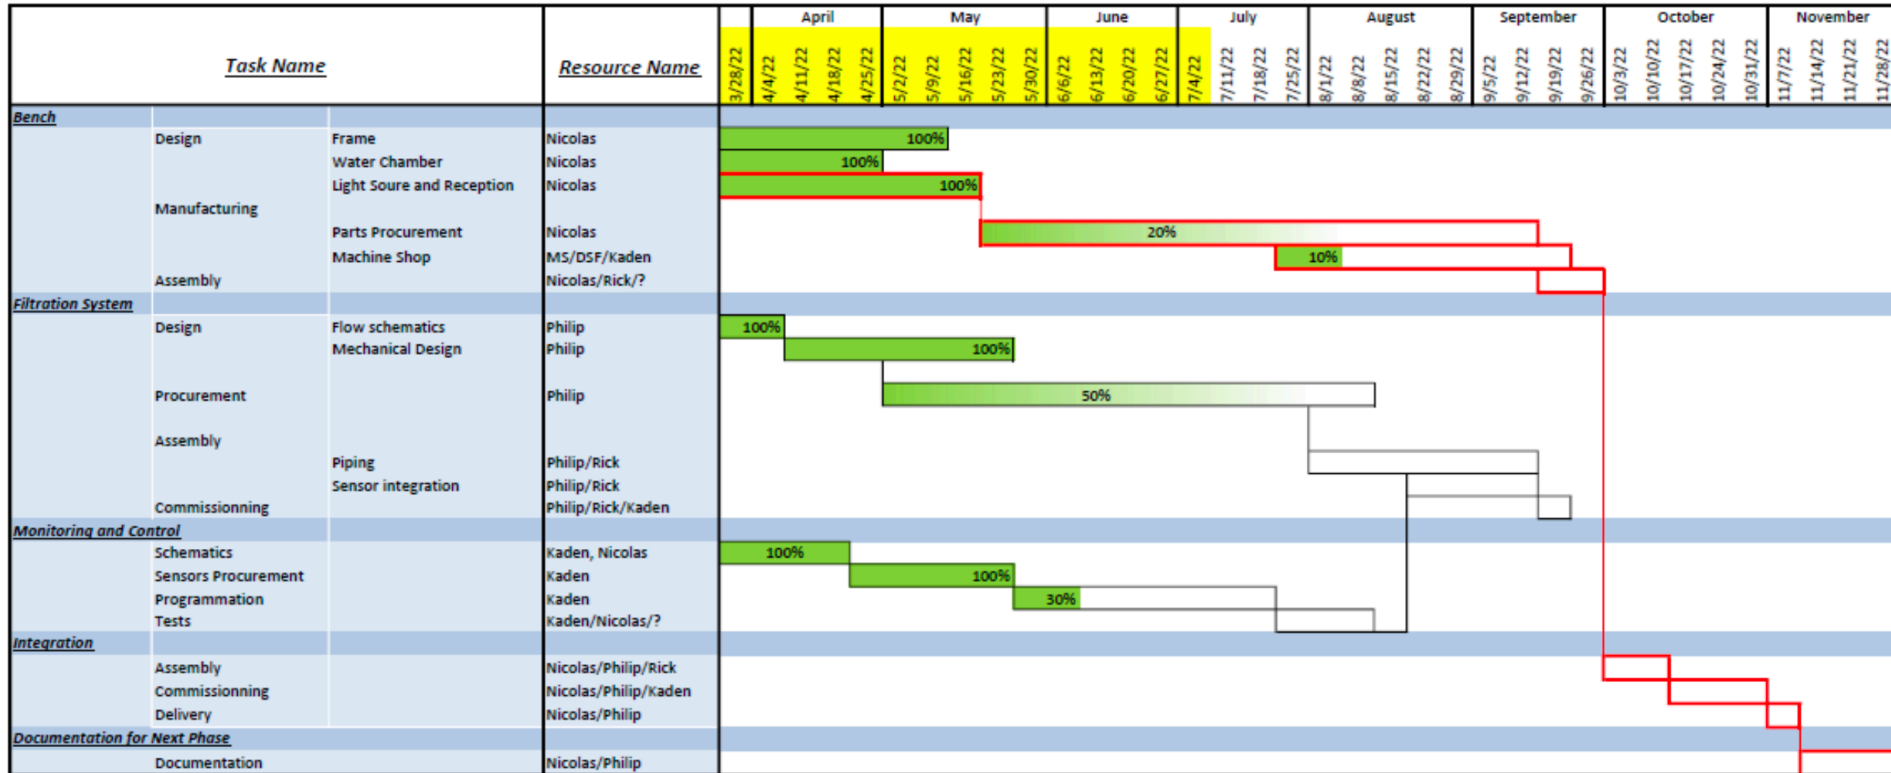 April May June July August September October November
Task Name Resource Name 3/28/22 4/4/22 4/11/22 4/18/22 4/25/22 5/2/22 5/9/22 5/16/22 5/23/22 5/30/22 6/6/22 6/13/22 6/20/22 6/27/22 7/4/22 7/11/22 7/18/22 7/25/22 8/1/22 8/8/22 8/15/22 8/22/22 8/29/22 9/5/22 9/12/22 9/19/22 9/26/22 10/3/22 10/10/22 10/17/22 10/24/22 10/31/22 11/7/22 11/14/22 11/21/22 11/28/22
Bench
Design Frame Nicolas 100%
Water Chamber Nicolas 100%
Light Soure and Reception Nicolas 100%
Manufacturing
Parts Procurement Nicolas 20%
Machine Shop MS/DSF/Kaden 10%
Assembly Nicolas/Rick/?
Filtration System
Design Flow schematics Philip 100%
Mechanical Design Philip 100%
Procurement Philip 50%
Assembly
Piping Philip/Rick
Sensor integration Philip/Rick
Commissionning Philip/Rick/Kaden
Monitoring and Control
Schematics Kaden, Nicolas 100%
Sensors Procurement Kaden 100%
Programmation Kaden 30%
Tests Kaden/Nicolas/?
Integration
Assembly Nicolas/Philip/Rick
Commissionning Nicolas/Philip/Kaden
Delivery Nicolas/Philip
Documentation for Next Phase
Documentation Nicolas/Philip